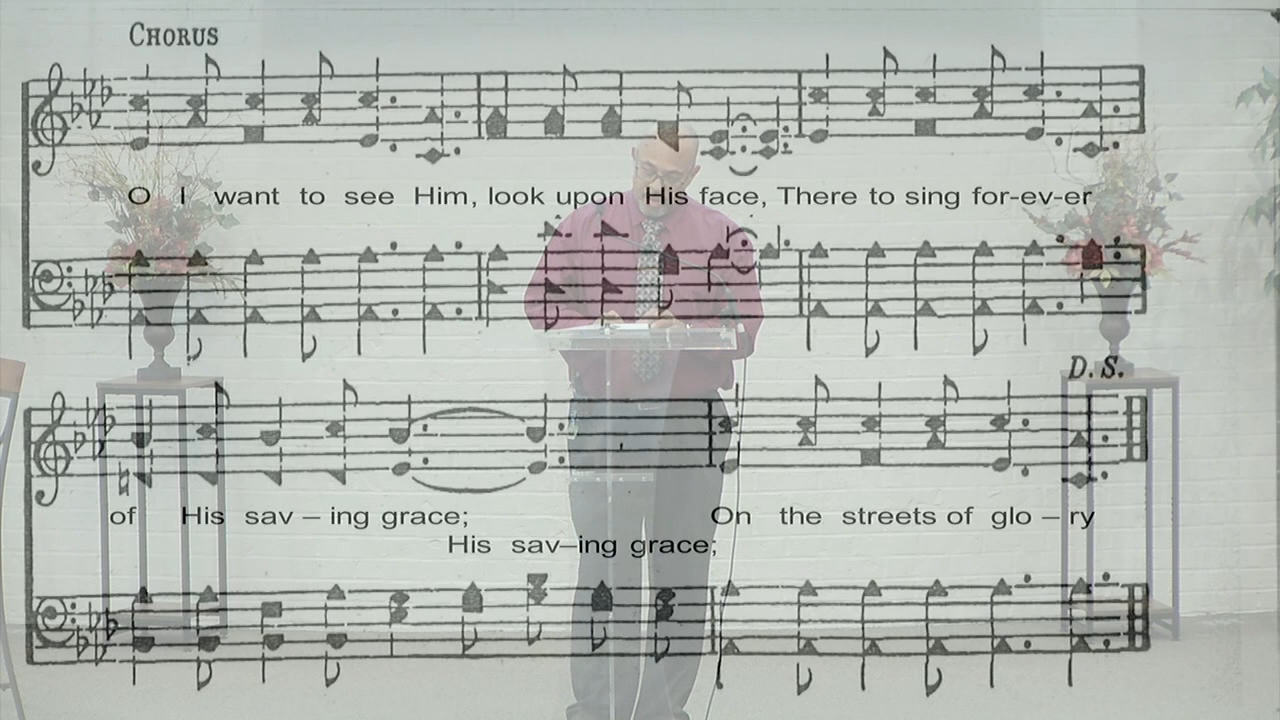 CHORUS
O I want to see Him, look upon His face, There to sing for-ev-er
D. S.
of His sav – ing grace; On the streets of glo – ry
His sav–ing grace;